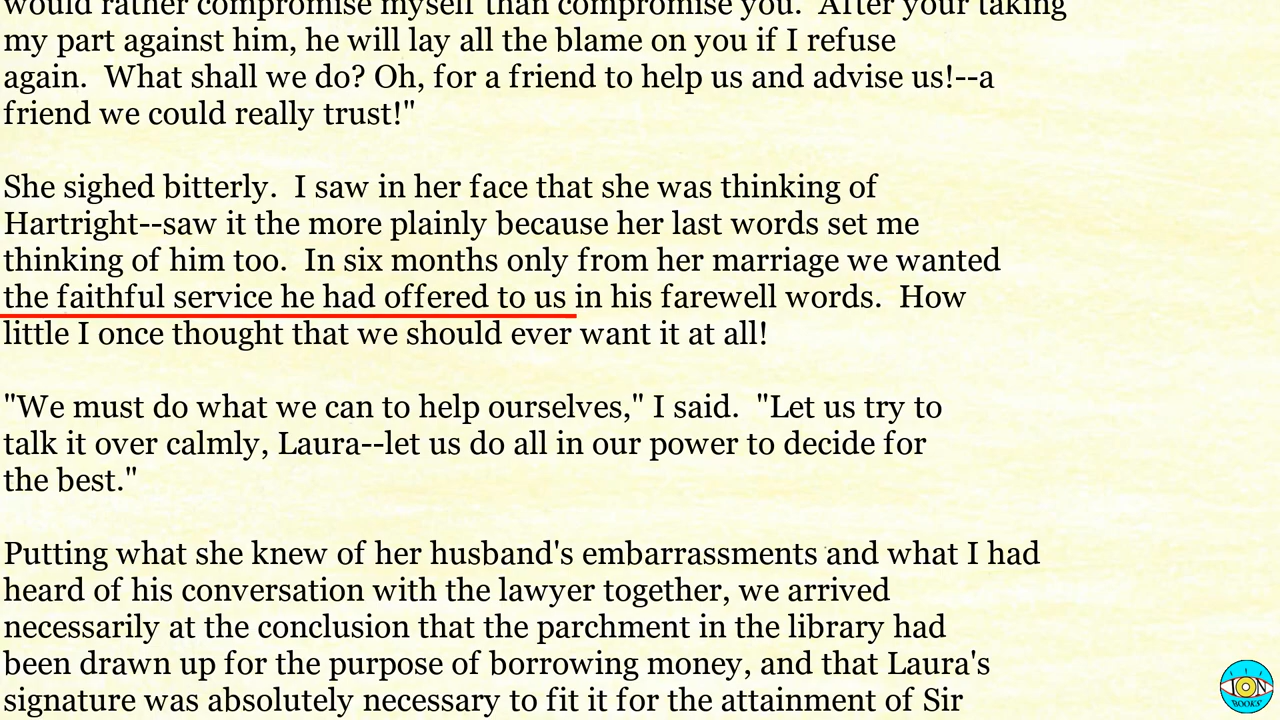 would rather compromise myself than compromise you.  After your taking
my part against him, he will lay all the blame on you if I refuse
again.  What shall we do? Oh, for a friend to help us and advise us!--a
friend we could really trust!"
She sighed bitterly.  I saw in her face that she was thinking of
Hartright--saw it the more plainly because her last words set me
thinking of him too.  In six months only from her marriage we wanted
the faithful service he had offered to us in his farewell words.  How
little I once thought that we should ever want it at all!
"We must do what we can to help ourselves," I said.  "Let us try to
talk it over calmly, Laura--let us do all in our power to decide for
the best."
Putting what she knew of her husband's embarrassments and what I had
heard of his conversation with the lawyer together, we arrived
necessarily at the conclusion that the parchment in the library had
been drawn up for the purpose of borrowing money, and that Laura's
signature was absolutely necessary to fit it for the attainment of Sir
ION
BOOKS